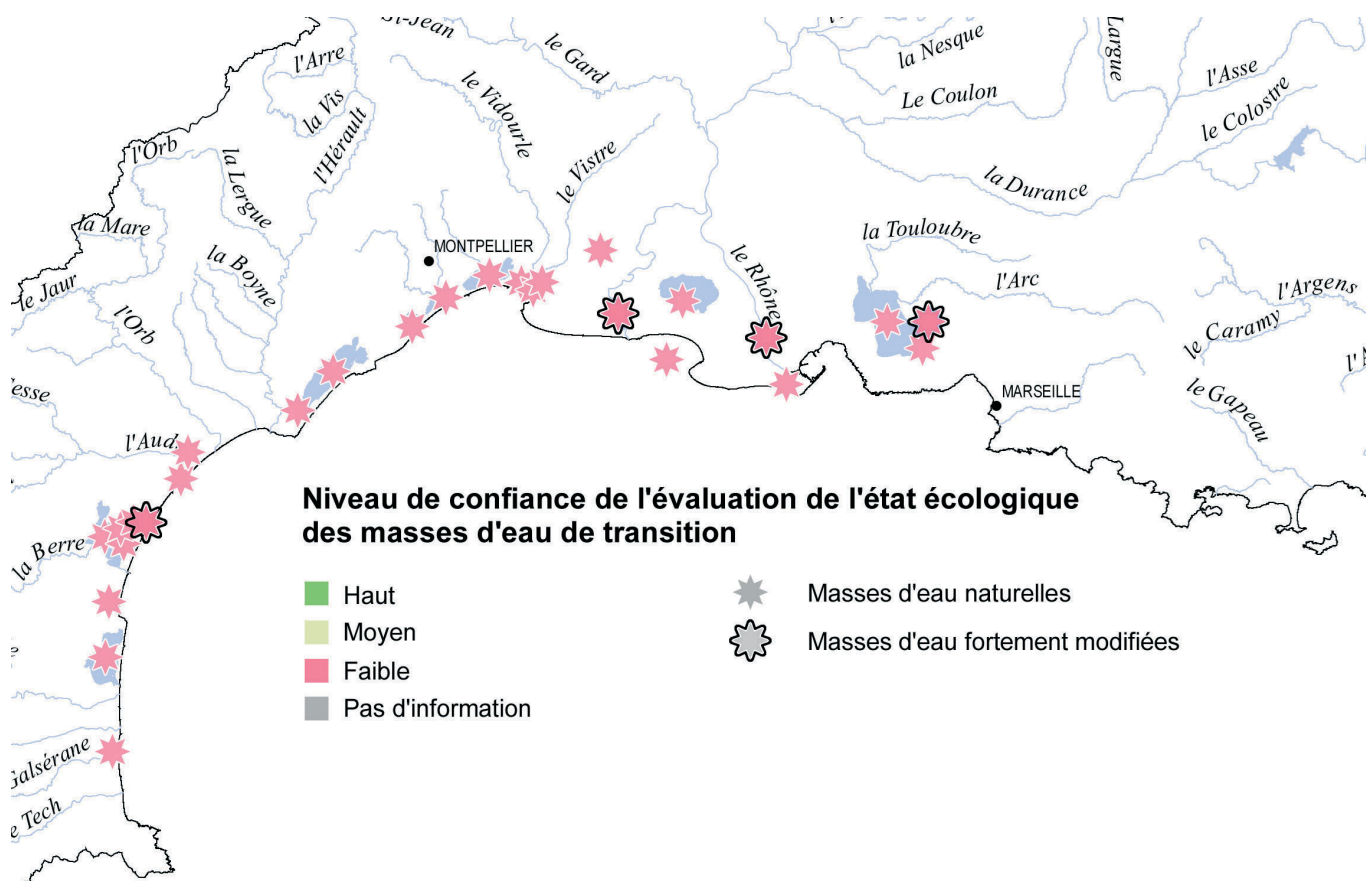 St-Jean
le Gard
la Nesque
Largue
l'Asse
l'Arre
le Vidourle
Le Coulon
le Colostre
la Vis
l'Hérault
l'Orb
la Lergue
le Vistre
la Durance
la Mare
la Touloubre
MONTPELLIER
la Boyne
le Rhône
l'Arc
le Jaur
l'Argens
l'Orb
le Caramy
MARSEILLE
le Gapeau
l'Aud
la Berre
Niveau de confiance de l'évaluation de l'état écologique
des masses d'eau de transition
Haut
Masses d'eau naturelles
Moyen
Masses d'eau fortement modifiées
Faible
Pas d'information
Galsérane
Tech